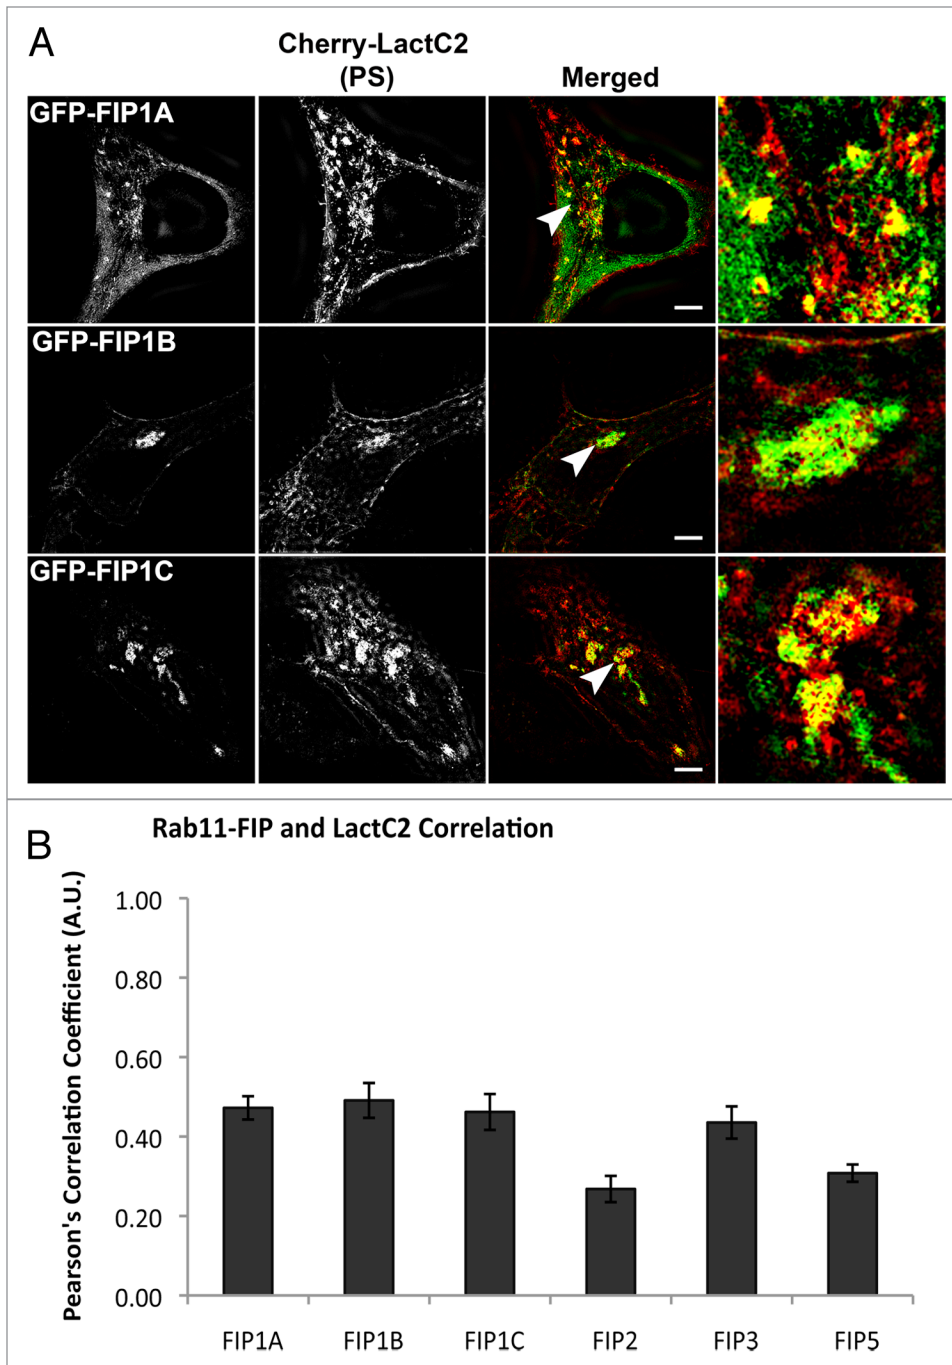 A
Cherry-LactC2
(PS)
Merged
GFP-FIP1A
GFP-FIP1B
GFP-FIP1C
B
Rab11-FIP and LactC2 Correlation
Pearson's Correlation Coefficient (A.U.)
1.00
0.80
0.60
0.40
0.20
0.00
FIP1A FIP1B FIP1C FIP2 FIP3 FIP5